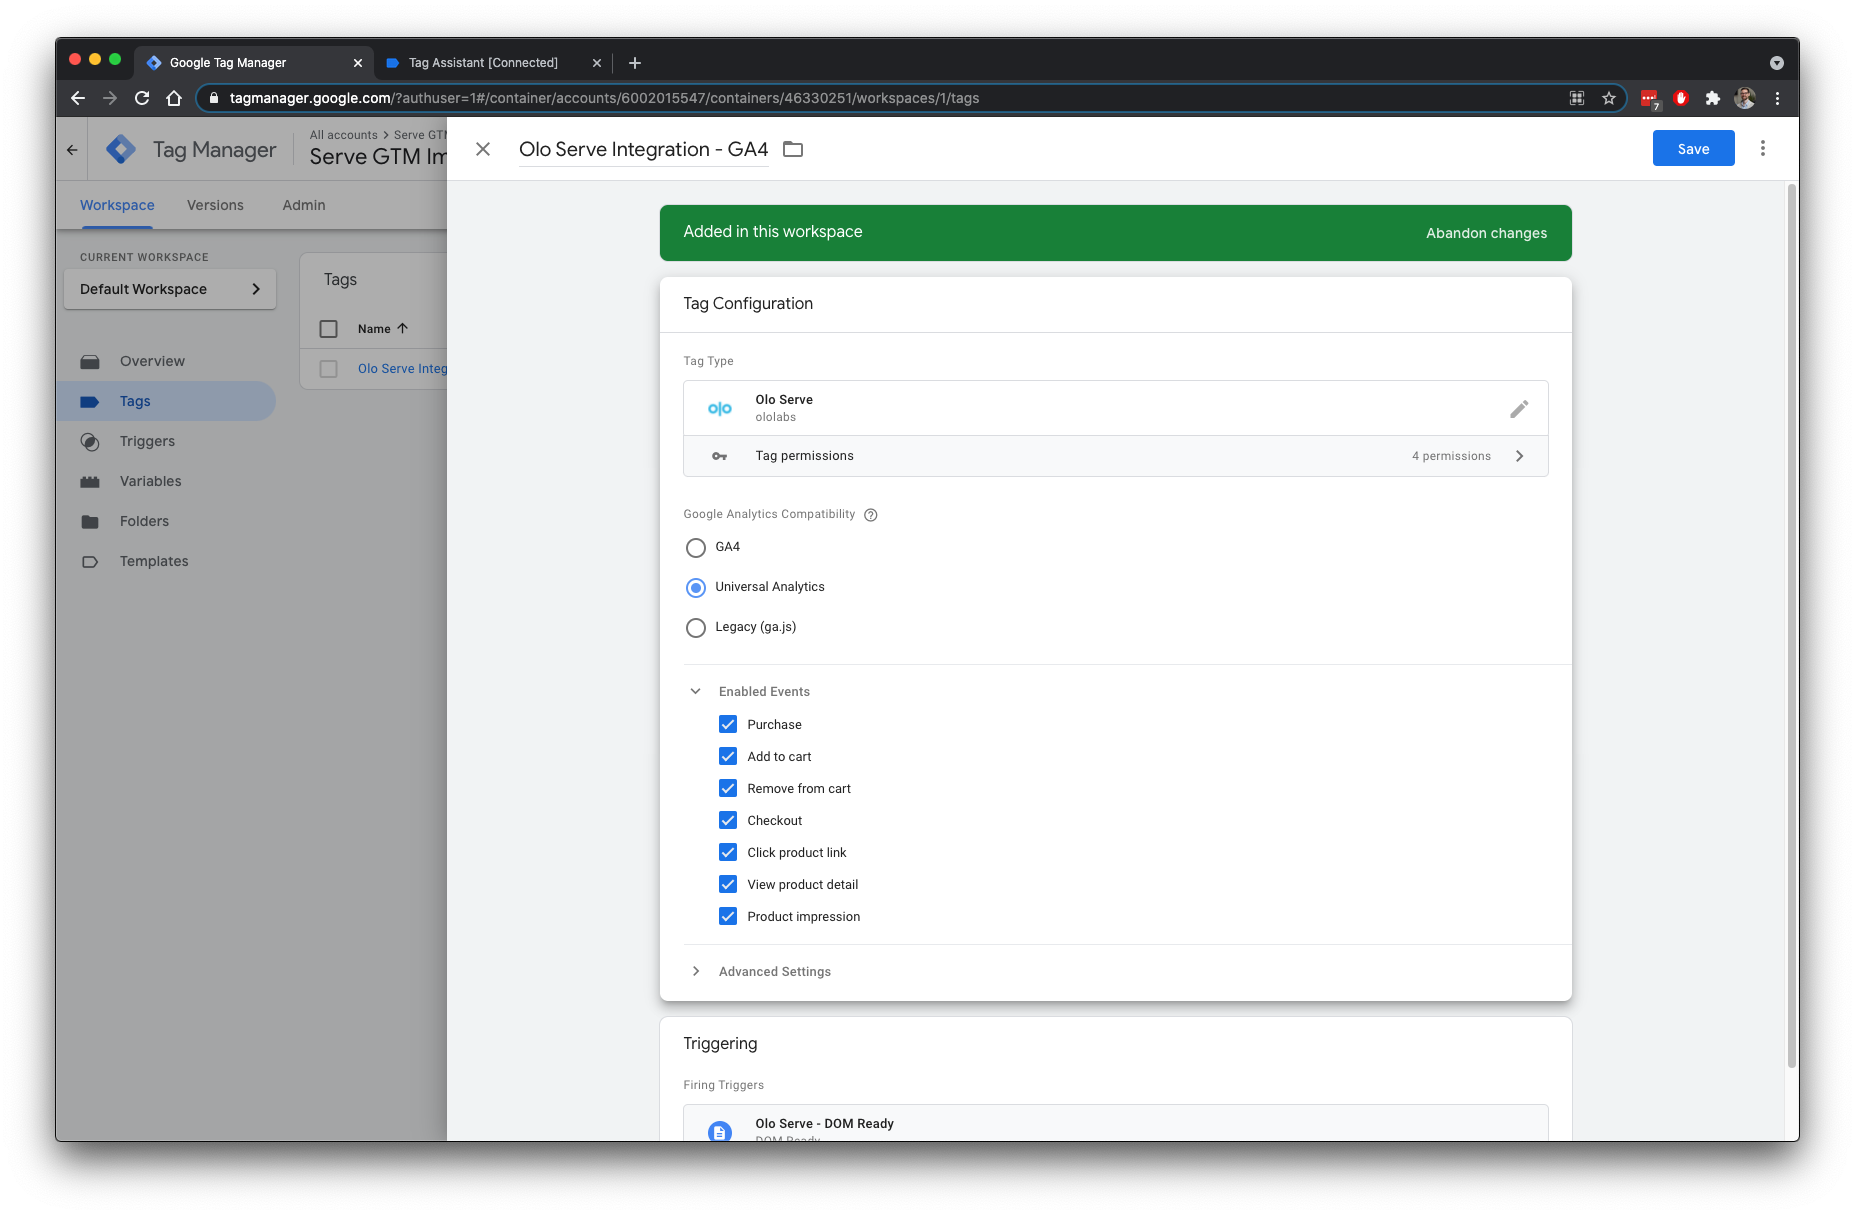 Google Tag Manager
Tag Assistant [Connected]
tagmanager.google.com/?authuser=1#/container/accounts/6002015547/containers/46330251/workspaces/1/tags
7
Tag Manager
All accounts > Serve GTM
Serve GTM Im
Olo Serve Integration - GA4
Save
Workspace
Versions
Admin
CURRENT WORKSPACE
Default Workspace
Overview
Tags
Triggers
Variables
Folders
Templates
Tags
Name
Olo Serve Integ
Added in this workspace
Abandon changes
Tag Configuration
Tag Type
olo
Olo Serve
ololabs
Tag permissions
4 permissions
Google Analytics Compatibility
GA4
Universal Analytics
Legacy (ga.js)
Enabled Events
Purchase
Add to cart
Remove from cart
Checkout
Click product link
View product detail
Product impression
Advanced Settings
Triggering
Firing Triggers
Olo Serve - DOM Ready
DOM Ready